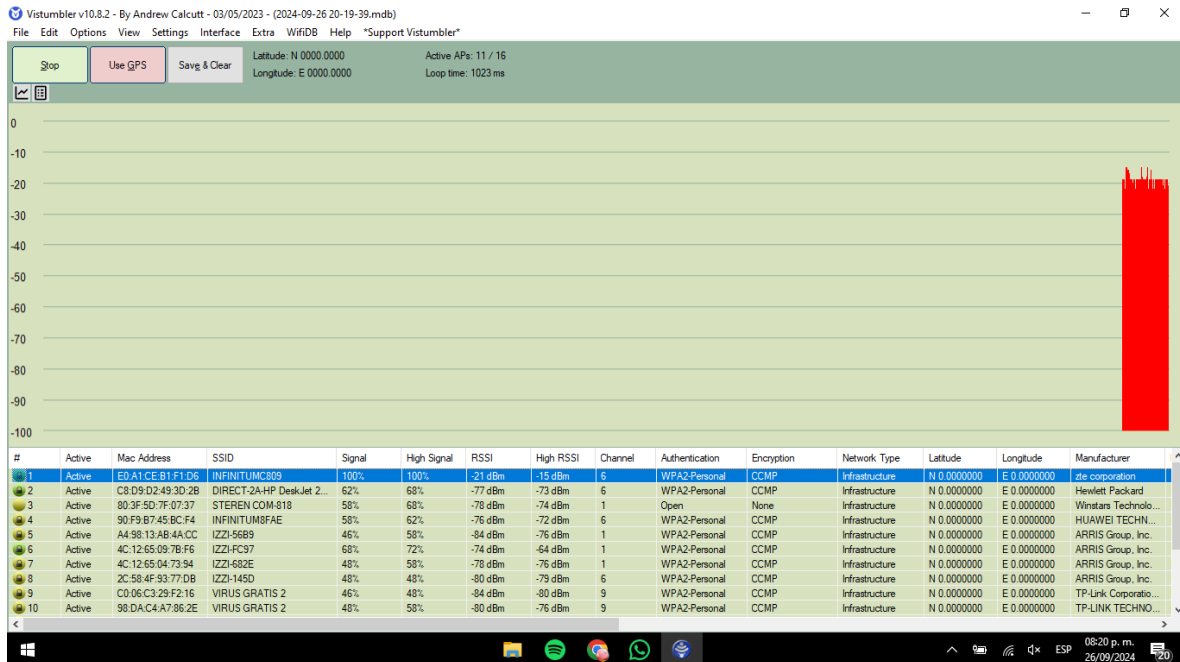 Vistumbler v10.8.2 - By Andrew Calcutt - 03/05/2023 - (2024-09-26 20-19-39.mdb)
File Edit Options View Settings Interface Extra WifiDB Help *Support Vistumbler*
Stop Use GPS Save & Clear Latitude: N 0000.0000 Active APs: 11 / 16
Longitude: E 0000.0000 Loop time: 1023 ms
0
-10
-20
-30
-40
-50
-60
-70
-80
-90
-100
# Active Mac Address SSID Signal High Signal RSSI High RSSI Channel Authentication Encryption Network Type Latitude Longitude Manufacturer
1 Active E0:A1:CE:B1:F1:D6 INFINITUMC809 100% 100% -21 dBm -15 dBm 6 WPA2-Personal CCMP Infrastructure N 0.0000000 E 0.0000000 zte corporation
2 Active C8:D9:D2:49:3D:2B DIRECT-2A-HP DeskJet 2... 62% 68% -77 dBm -73 dBm 6 WPA2-Personal CCMP Infrastructure N 0.0000000 E 0.0000000 Hewlett Packard
3 Active 80:3F:5D:7F:07:37 STEREN COM-818 58% 68% -78 dBm -74 dBm 1 Open None Infrastructure N 0.0000000 E 0.0000000 Winstars Technolo...
4 Active 90:F9:B7:45:BC:F4 INFINITUM8FAE 58% 62% -76 dBm -72 dBm 6 WPA2-Personal CCMP Infrastructure N 0.0000000 E 0.0000000 HUAWEI TECHN...
5 Active A4:98:13:AB:4A:CC IZZI-56B9 46% 58% -84 dBm -76 dBm 1 WPA2-Personal CCMP Infrastructure N 0.0000000 E 0.0000000 ARRIS Group, Inc.
6 Active 4C:12:65:09:7B:F6 IZZI-FC97 68% 72% -74 dBm -64 dBm 1 WPA2-Personal CCMP Infrastructure N 0.0000000 E 0.0000000 ARRIS Group, Inc.
7 Active 4C:12:65:04:73:94 IZZI-682E 48% 58% -78 dBm -76 dBm 1 WPA2-Personal CCMP Infrastructure N 0.0000000 E 0.0000000 ARRIS Group, Inc.
8 Active 2C:58:4F:93:77:DB IZZI-145D 48% 48% -80 dBm -79 dBm 6 WPA2-Personal CCMP Infrastructure N 0.0000000 E 0.0000000 ARRIS Group, Inc.
9 Active C0:06:C3:29:F2:16 VIRUS GRATIS 2 46% 48% -84 dBm -80 dBm 9 WPA2-Personal CCMP Infrastructure N 0.0000000 E 0.0000000 TP-Link Corporatio...
10 Active 98:DA:C4:A7:86:2E VIRUS GRATIS 2 48% 58% -80 dBm -76 dBm 9 WPA2-Personal CCMP Infrastructure N 0.0000000 E 0.0000000 TP-LINK TECHNO...
ESP 08:20 p. m.
26/09/2024 20